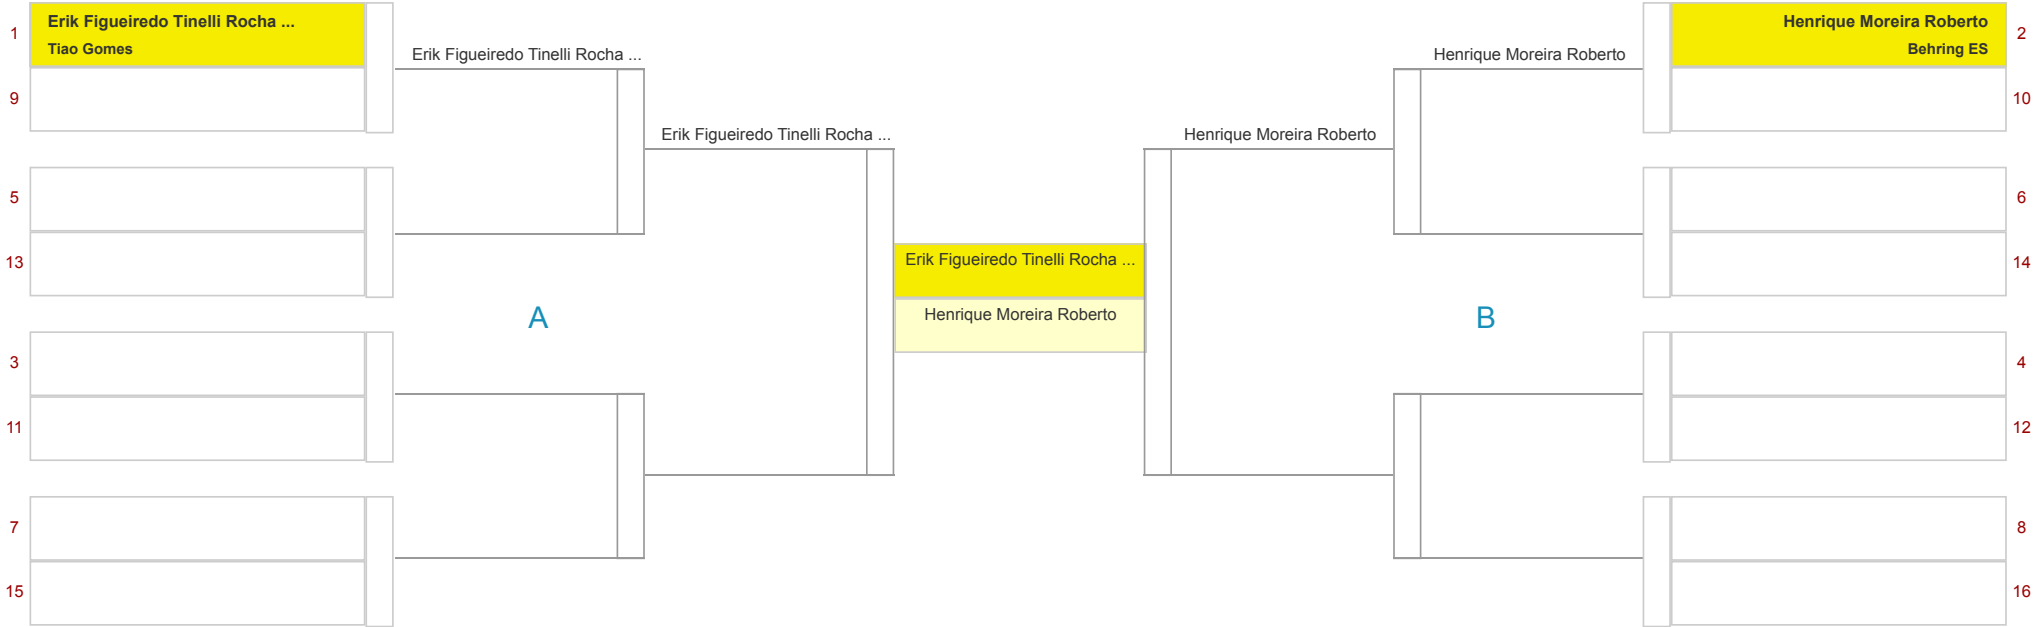 1
Erik Figueiredo Tinelli Rocha ...
Tiao Gomes
9
5
13
3
11
7
15
Erik Figueiredo Tinelli Rocha ...
Erik Figueiredo Tinelli Rocha ...
A
Erik Figueiredo Tinelli Rocha ...
Henrique Moreira Roberto
Henrique Moreira Roberto
Henrique Moreira Roberto
B
Henrique Moreira Roberto
Behring ES
2
10
6
14
4
12
8
16